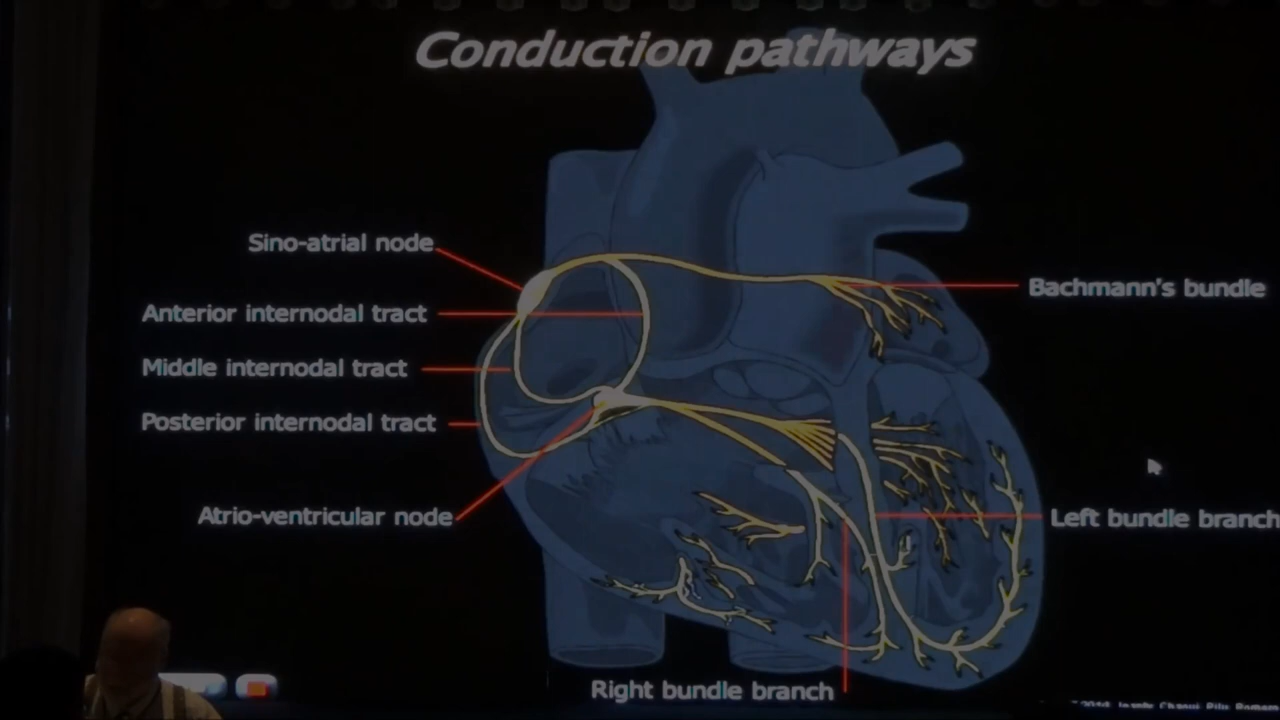 Conduction pathways
Sino-atrial node
Bachmann's bundle
Anterior internodal tract
Middle internodal tract
Posterior internodal tract
Atrio-ventricular node
Left bundle branch
Right bundle branch